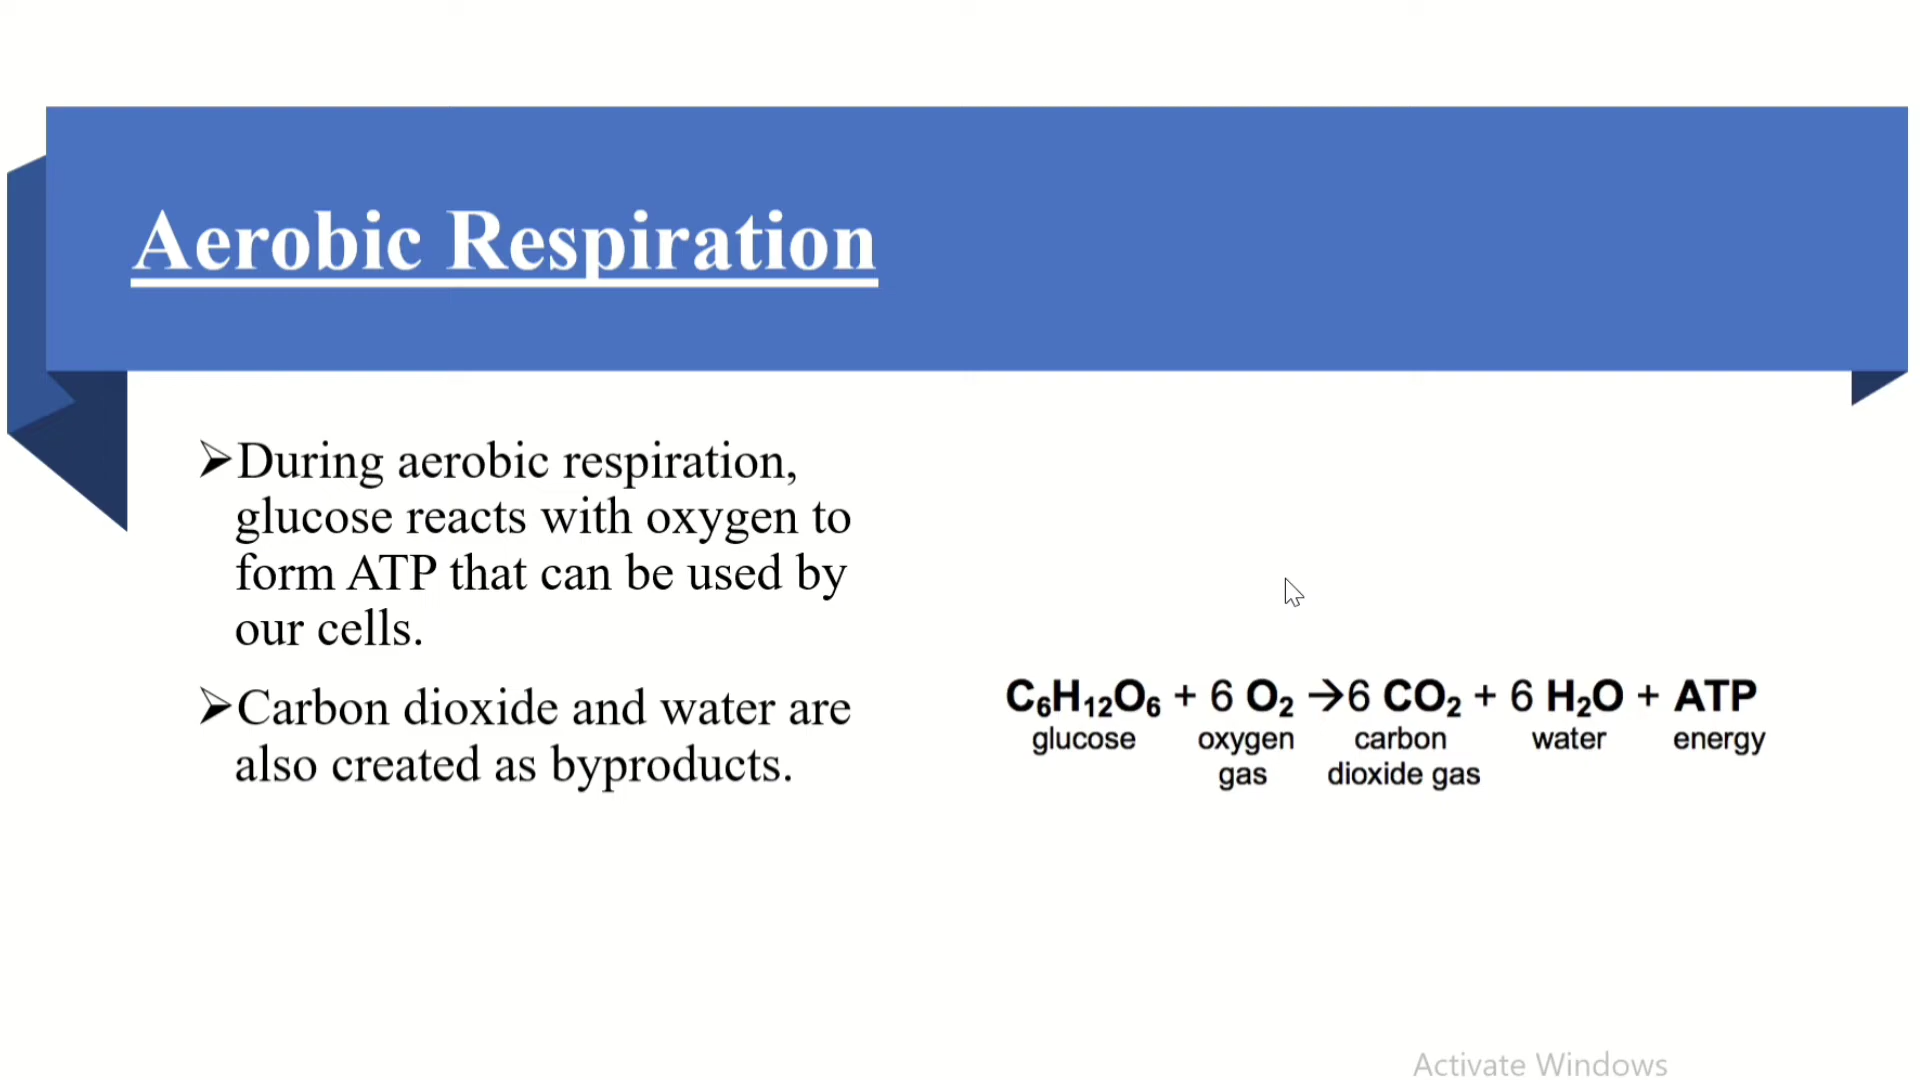 Aerobic Respiration
➢During aerobic respiration,
glucose reacts with oxygen to
form ATP that can be used by
our cells.
➢Carbon dioxide and water are
also created as byproducts.
C₆H₁₂O₆ + 6 O₂ →6 CO₂ + 6 H₂O + ATP
glucose oxygen carbon water energy
gas dioxide gas
Activate Windows